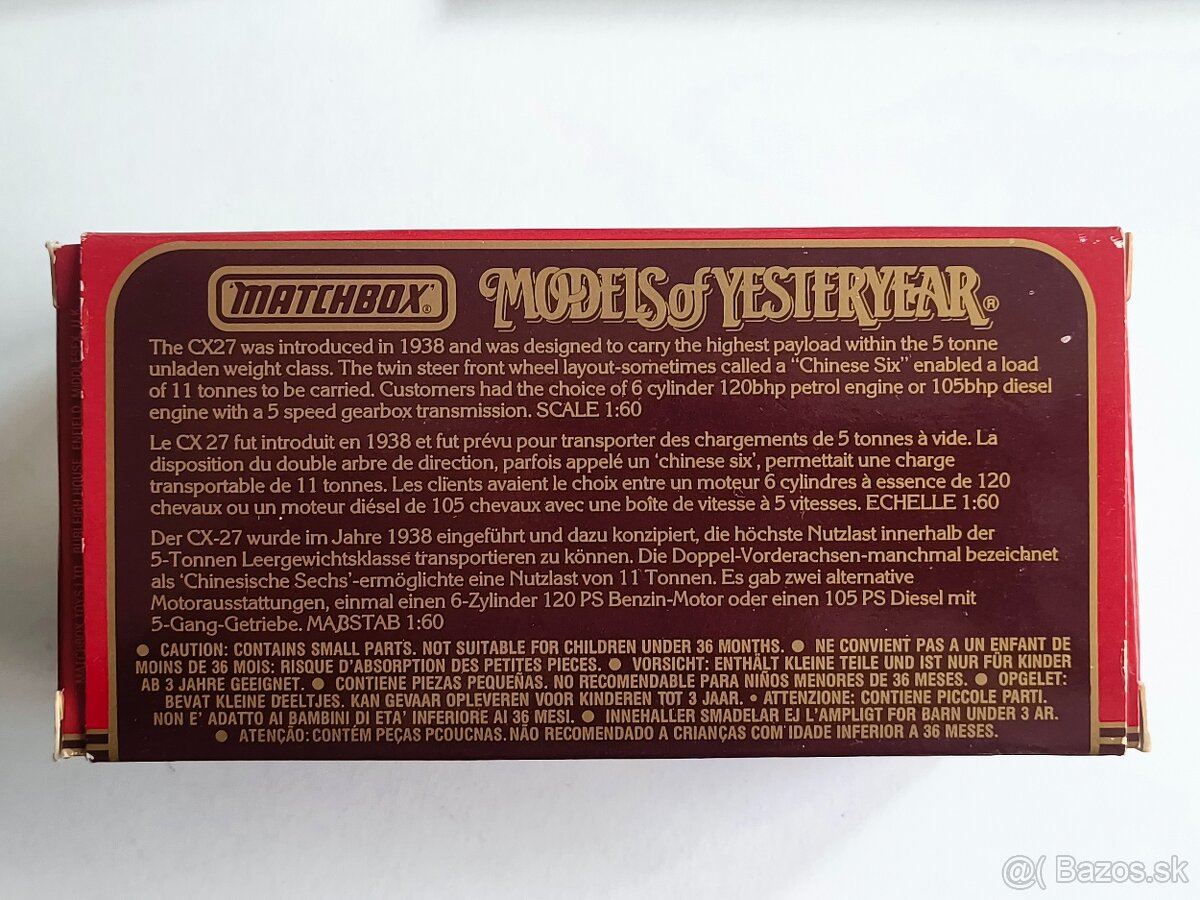 MATCHBOX® MODELS of YESTERYEAR®
The CX27 was introduced in 1938 and was designed to carry the highest payload within the 5 tonne
unladen weight class. The twin steer front wheel layout-sometimes called a "Chinese Six" enabled a load
of 11 tonnes to be carried. Customers had the choice of 6 cylinder 120bhp petrol engine or 105bhp diesel
engine with a 5 speed gearbox transmission. SCALE 1:60
Le CX 27 fut introduit en 1938 et fut prévu pour transporter des chargements de 5 tonnes à vide. La
disposition du double arbre de direction, parfois appelé un 'chinese six', permettait une charge
transportable de 11 tonnes. Les clients avaient le choix entre un moteur 6 cylindres à essence de 120
chevaux ou un moteur diésel de 105 chevaux avec une boîte de vitesse à 5 vitesses. ECHELLE 1:60
Der CX-27 wurde im Jahre 1938 eingeführt und dazu konzipiert, die höchste Nutzlast innerhalb der
5-Tonnen Leergewichtsklasse transportieren zu können. Die Doppel-Vorderachsen-manchmal bezeichnet
als 'Chinesische Sechs'-ermöglichte eine Nutzlast von 11 Tonnen. Es gab zwei alternative
Motorausstattungen, einmal einen 6-Zylinder 120 PS Benzin-Motor oder einen 105 PS Diesel mit
5-Gang-Getriebe. MAßSTAB 1:60
● CAUTION: CONTAINS SMALL PARTS. NOT SUITABLE FOR CHILDREN UNDER 36 MONTHS. ● NE CONVIENT PAS A UN ENFANT DE
MOINS DE 36 MOIS: RISQUE D'ABSORPTION DES PETITES PIECES. ● VORSICHT: ENTHÄLT KLEINE TEILE UND IST NUR FÜR KINDER
AB 3 JAHRE GEEIGNET. ● CONTIENE PIEZAS PEQUEÑAS. NO RECOMENDABLE PARA NIÑOS MENORES DE 36 MESES. ● OPGELET:
BEVAT KLEINE DEELTJES. KAN GEVAAR OPLEVEREN VOOR KINDEREN TOT 3 JAAR. • ATTENZIONE: CONTIENE PICCOLE PARTI.
NON E' ADATTO AI BAMBINI DI ETA' INFERIORE AI 36 MESI. ● INNEHALLER SMADELAR EJ L'AMPLIGT FOR BARN UNDER 3 AR.
● ATENÇÃO: CONTÉM PEÇAS PCOUCNAS. NÃO RECOMENDADO A CRIANÇAS COM IDADE INFERIOR A 36 MESES.
MATCHBOX TOYS LTD. BURLEIGH HOUSE ENFIELD
@( Bazos.sk